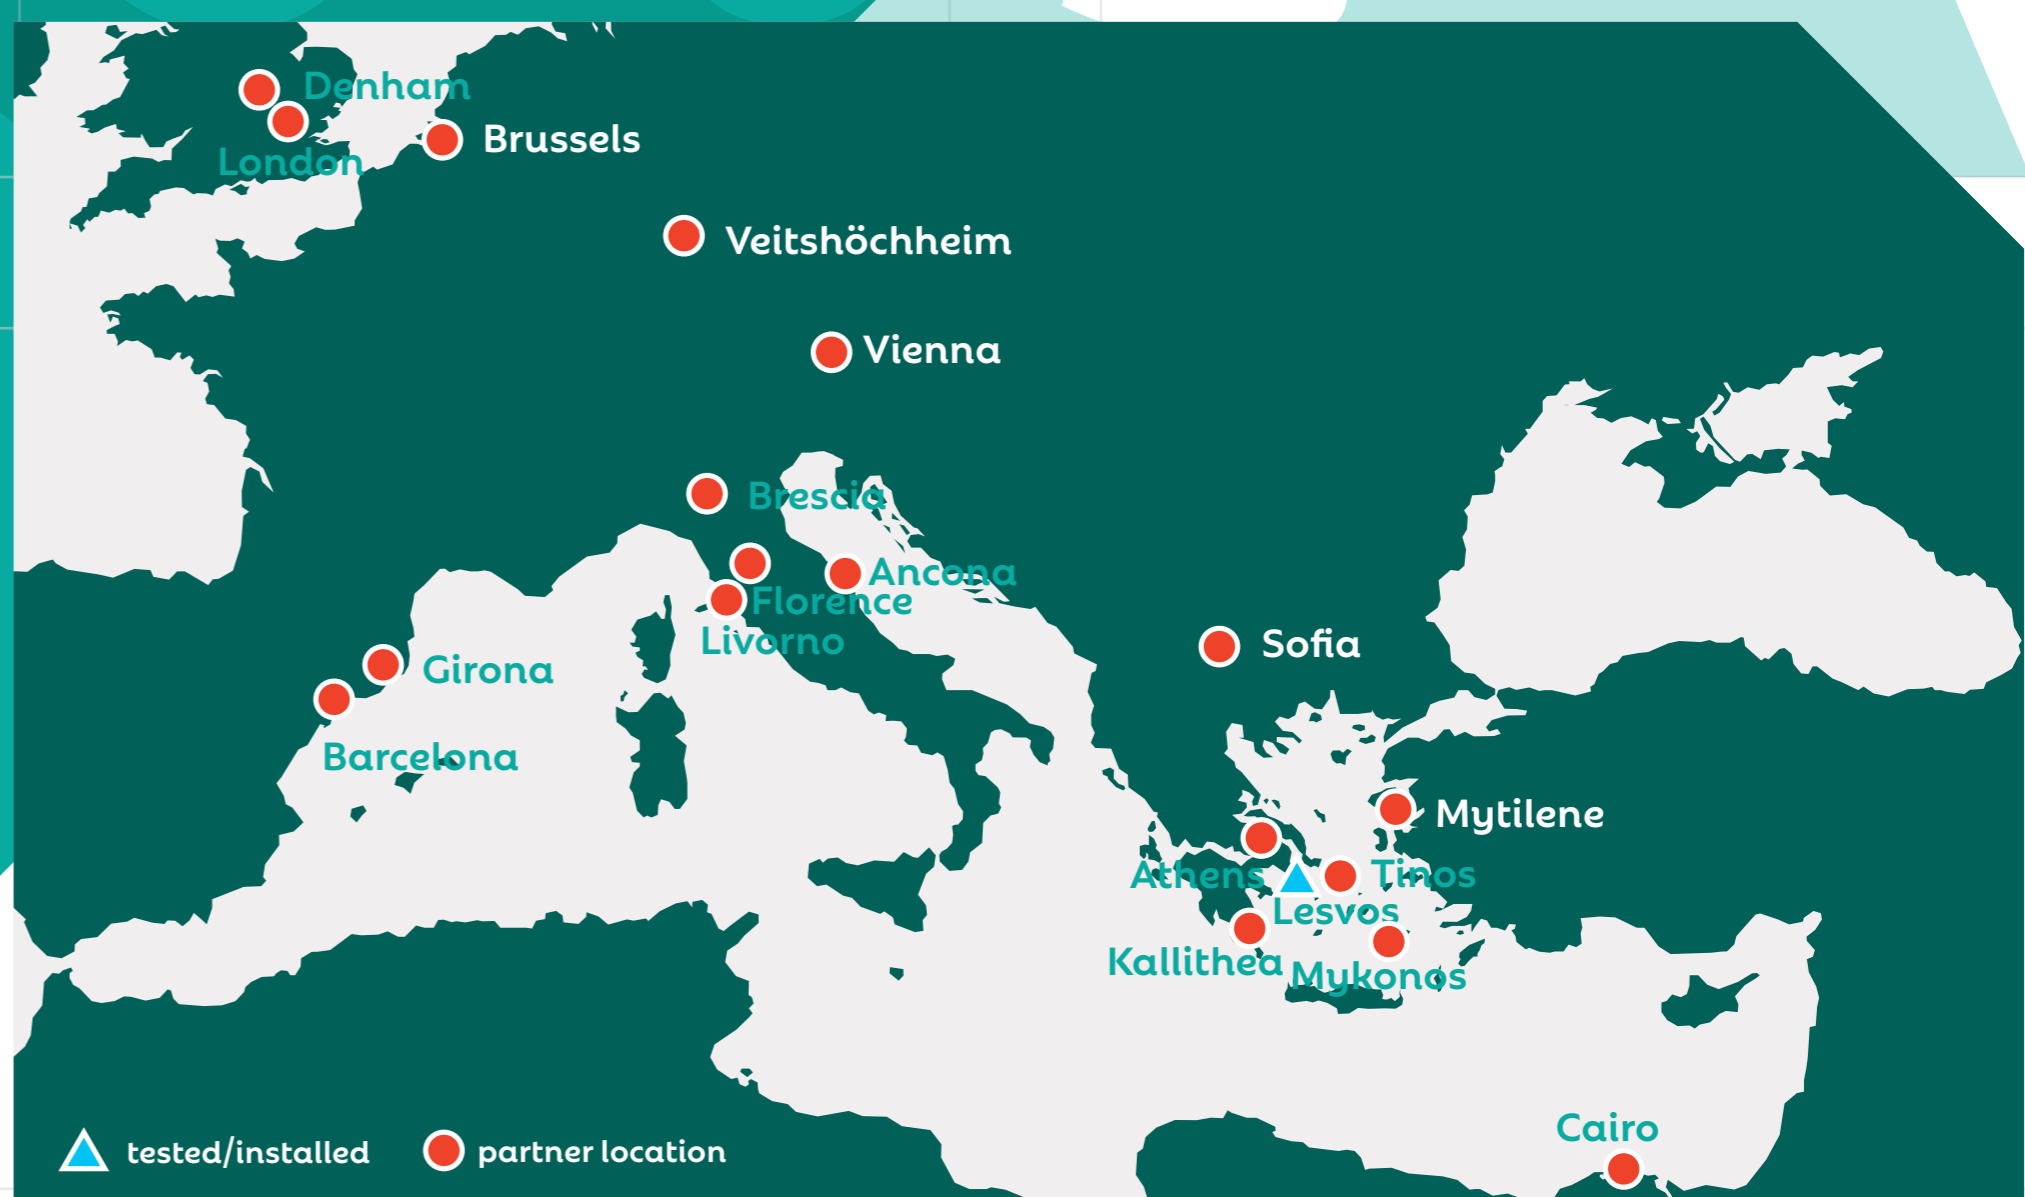 Denham
London
Brussels
Veitshöchheim
Vienna
Brescia
Ancona
Florence
Livorno
Girona
Barcelona
Sofia
Mytilene
Athens
Tinos
Lesvos
Kallithea
Mykonos
Cairo
tested/installed
partner location